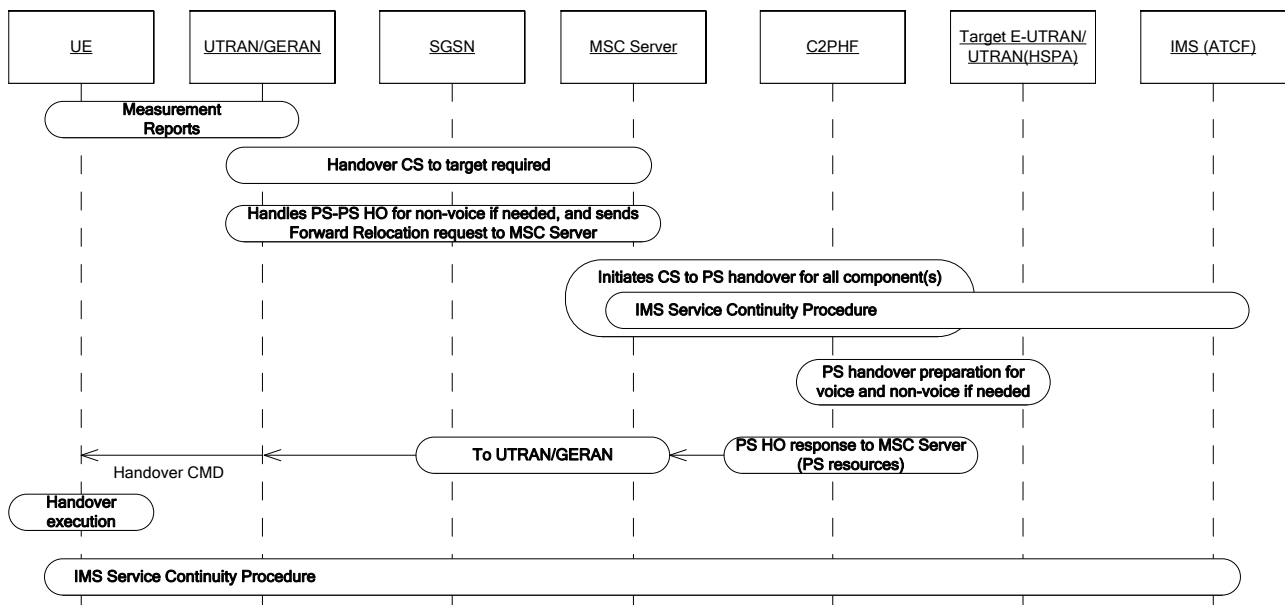 UE
UTRAN/GERAN
SGSN
MSC Server
C2PHF
Target E-UTRAN/
UTRAN(HSPA)
IMS (ATCF)
Measurement
Reports
Handover CS to target required
Handles PS-PS HO for non-voice if needed, and sends
Forward Relocation request to MSC Server
Initiates CS to PS handover for all component(s)
IMS Service Continuity Procedure
PS handover preparation for
voice and non-voice if needed
Handover CMD
To UTRAN/GERAN
PS HO response to MSC Server
(PS resources)
Handover
execution
IMS Service Continuity Procedure